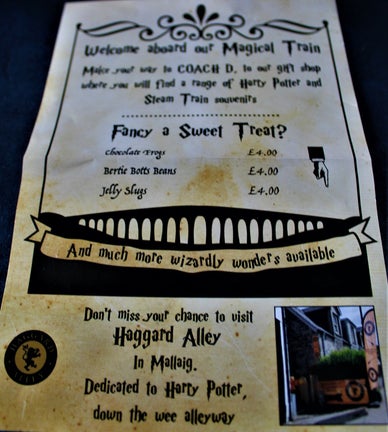 Welcome aboard our Magical Train
Make your way to COACH D, to our gift shop
where you will find a range of Harry Potter and
Steam Train souvenirs
Fancy a Sweet Treat?
Chocolate Frogs £4.00
Bertie Botts Beans £4.00
Jelly Slugs £4.00
And much more wizardly wonders available
Don't miss your chance to visit
Haggard Alley
In Mallaig.
Dedicated to Harry Potter,
down the wee alleyway
HAGGARD
ALLEY